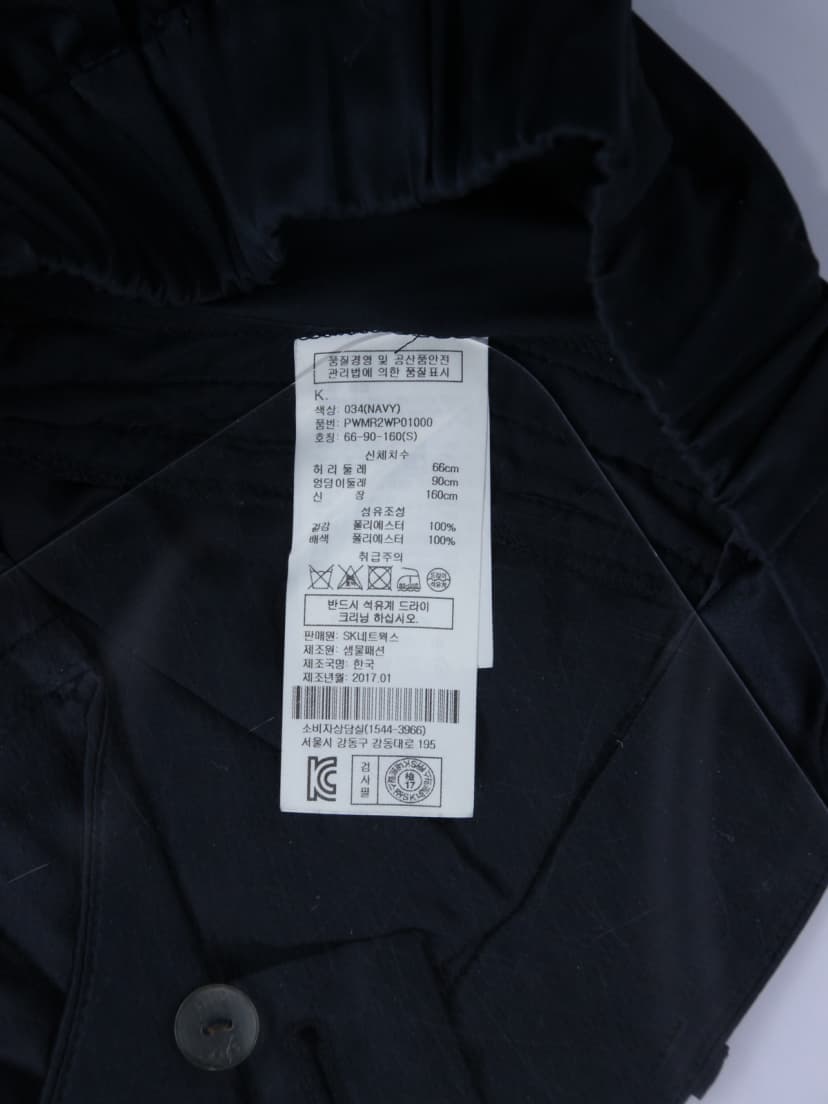 품질경영 및 공산품안전
관리법에 의한 품질표시
K.
색상: 034(NAVY)
품번: PWMR2WP01000
호칭: 66-90-160(S)
신체치수
허리둘레 66cm
엉덩이둘레 90cm
신 장 160cm
섬유조성
겉감 폴리에스터 100%
배색 폴리에스터 100%
취급주의
드라이
석유계
반드시 석유계 드라이
크리닝 하십시오.
판매원: SK네트웍스
제조원: 샘물패션
제조국명: 한국
제조년월: 2017.01
소비자상담실(1544-3966)
서울시 강동구 강동대로 195
검사필
17